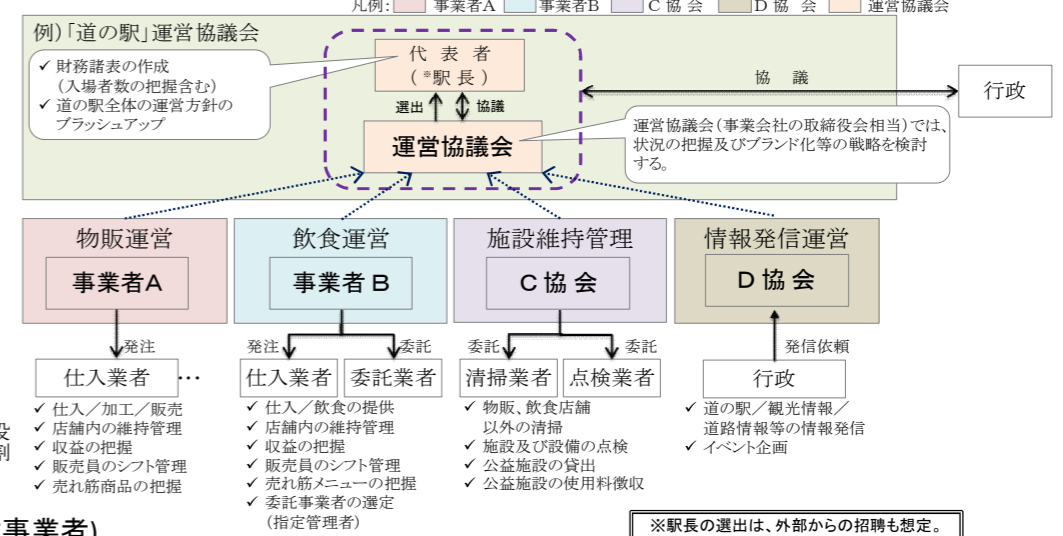 凡例: 事業者A 事業者B C協会 D協会 運営協議会
例)「道の駅」運営協議会
✓ 財務諸表の作成
(入場者数の把握含む)
✓ 道の駅全体の運営方針の
ブラッシュアップ
代表者
(※駅長)
選出 協議
運営協議会
協議
行政
運営協議会(事業会社の取締役会相当)では、
状況の把握及びブランド化等の戦略を検討
する。
物販運営
事業者A
飲食運営
事業者B
施設維持管理
C協会
情報発信運営
D協会
発注
発注 委託
委託 委託
発信依頼
仕入業者 …
仕入業者 委託業者
清掃業者 点検業者
行政
役
割
✓ 仕入/加工/販売
✓ 店舗内の維持管理
✓ 収益の把握
✓ 販売員のシフト管理
✓ 売れ筋商品の把握
✓ 仕入/飲食の提供
✓ 店舗内の維持管理
✓ 収益の把握
✓ 販売員のシフト管理
✓ 売れ筋メニューの把握
✓ 委託事業者の選定
(指定管理者)
✓ 物販、飲食店舗
以外の清掃
✓ 施設及び設備の点検
✓ 公益施設の貸出
✓ 公益施設の使用料徴収
✓ 道の駅/観光情報/
道路情報等の情報発信
✓ イベント企画
事業者)
※駅長の選出は、外部からの招聘も想定。